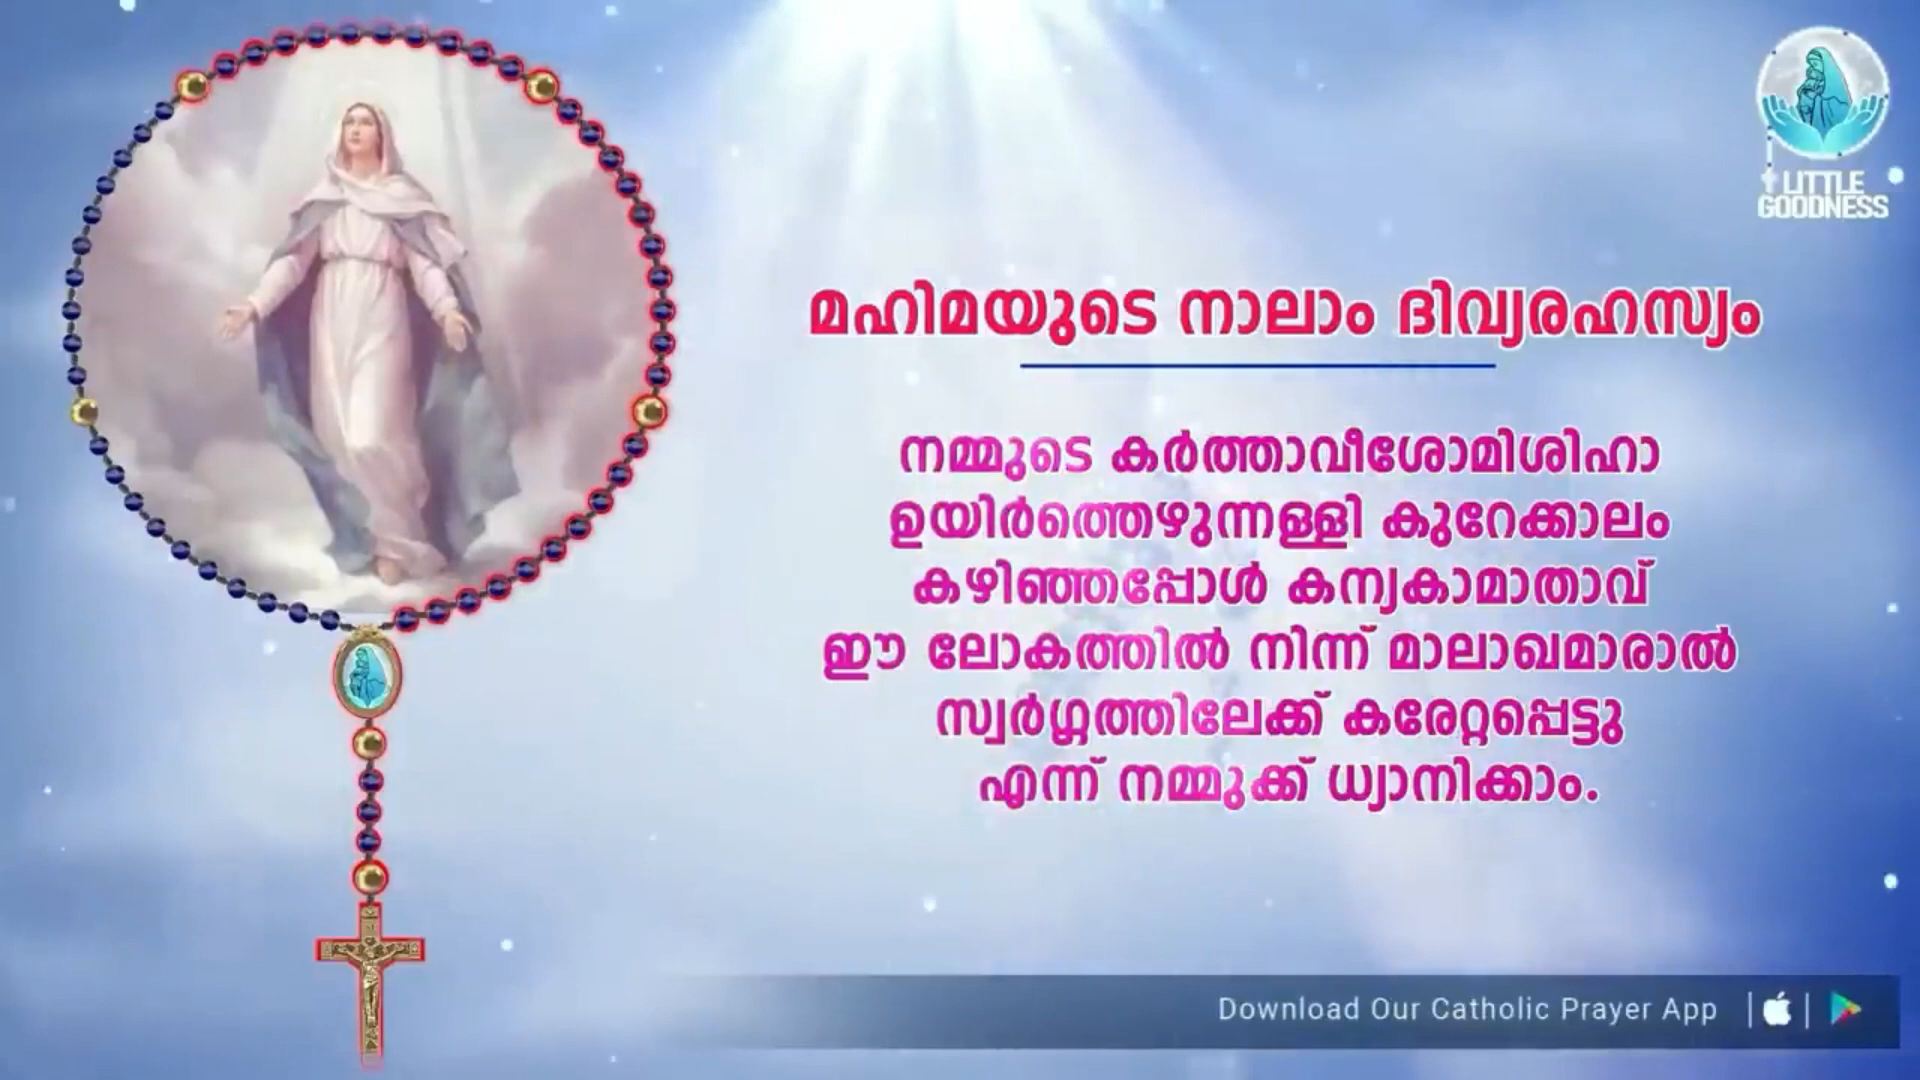 LITTLE
GOODNESS
മഹിമയുടെ നാലാം ദിവ്യരഹസ്യം
നമ്മുടെ കർത്താവീശോമിശിഹാ
ഉയിർത്തെഴുന്നള്ളി കുറേക്കാലം
കഴിഞ്ഞപ്പോൾ കന്യകാമാതാവ്
ഈ ലോകത്തിൽ നിന്ന് മാലാഖമാരാൽ
സ്വർഗ്ഗത്തിലേക്ക് കരേറ്റപ്പെട്ടു
എന്ന് നമ്മുക്ക് ധ്യാനിക്കാം.
Download Our Catholic Prayer App